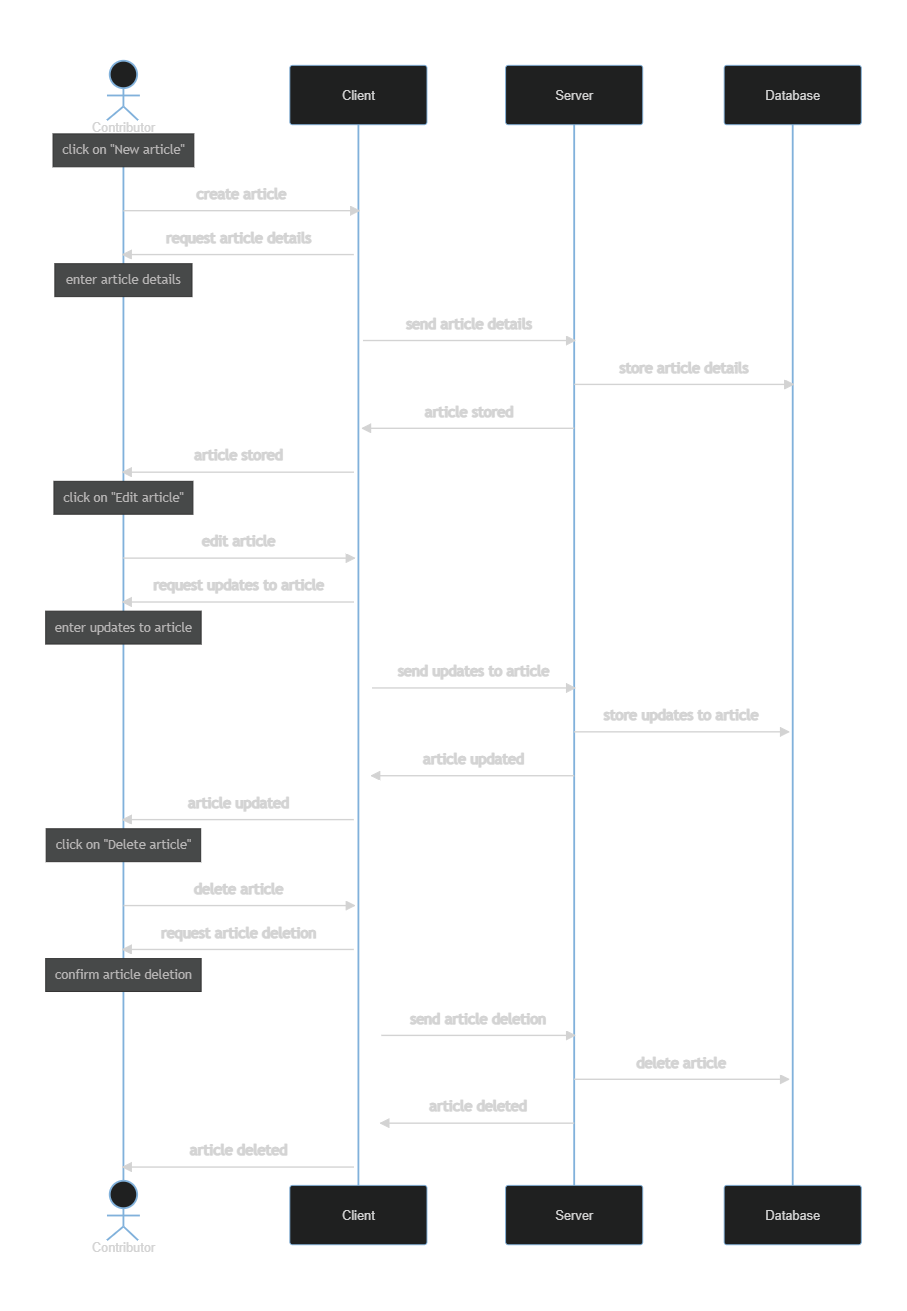 Client
Server
Database
Contributor
click on "New article"
create article
request article details
enter article details
send article details
store article details
article stored
article stored
click on "Edit article"
edit article
request updates to article
enter updates to article
send updates to article
store updates to article
article updated
article updated
click on "Delete article"
delete article
request article deletion
confirm article deletion
send article deletion
delete article
article deleted
article deleted
Client
Server
Database
Contributor